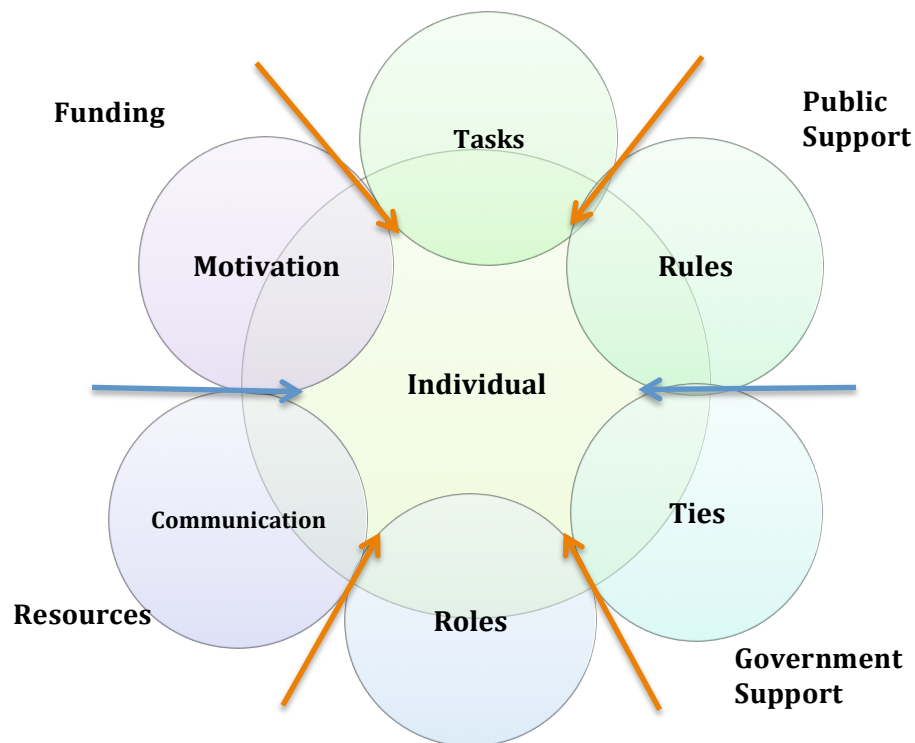 Funding
Tasks
Public
Support
Motivation
Rules
Individual
Communication
Ties
Resources
Roles
Government
Support